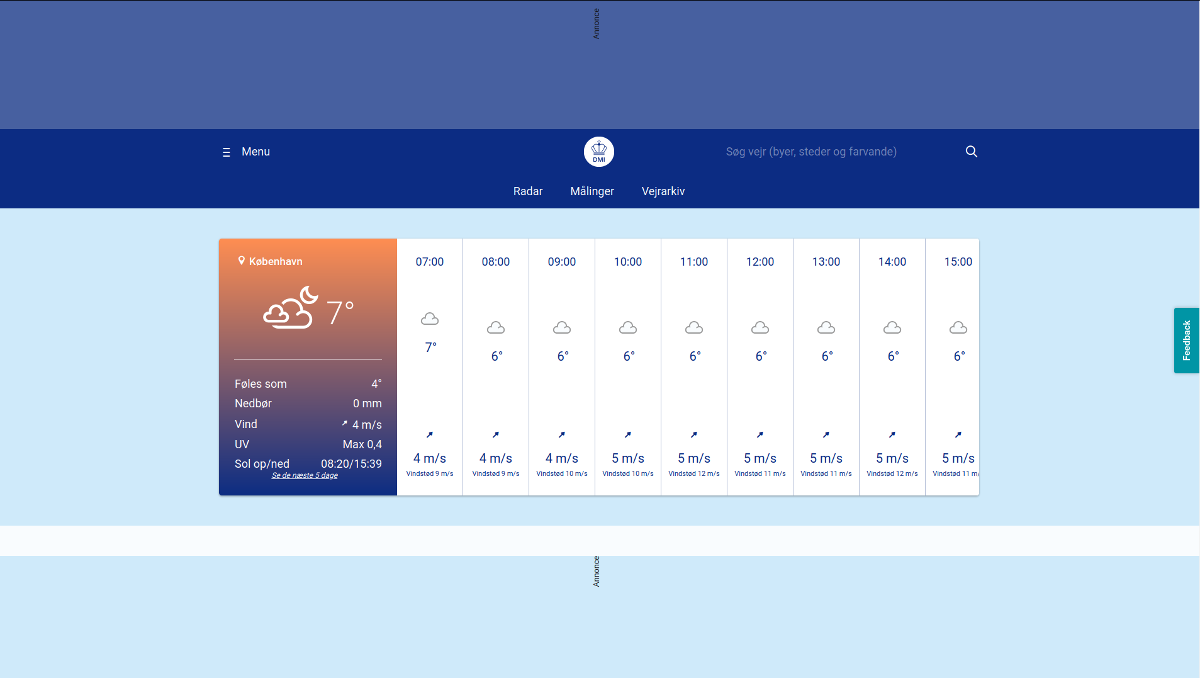 Annonce
Menu
DMI
Søg vejr (byer, steder og farvande)
Radar Målinger Vejrarkiv
København
7°
Føles som 4°
Nedbør 0 mm
Vind 4 m/s
UV Max 0,4
Sol op/ned 08:20/15:39
Se de næste 5 dage
07:00 08:00 09:00 10:00 11:00 12:00 13:00 14:00 15:00
7° 6° 6° 6° 6° 6° 6° 6° 6°
4 m/s 4 m/s 4 m/s 5 m/s 5 m/s 5 m/s 5 m/s 5 m/s 5 m/s
Vindstød 9 m/s Vindstød 9 m/s Vindstød 10 m/s Vindstød 10 m/s Vindstød 12 m/s Vindstød 11 m/s Vindstød 11 m/s Vindstød 12 m/s Vindstød 11 m/
Feedback
Annonce